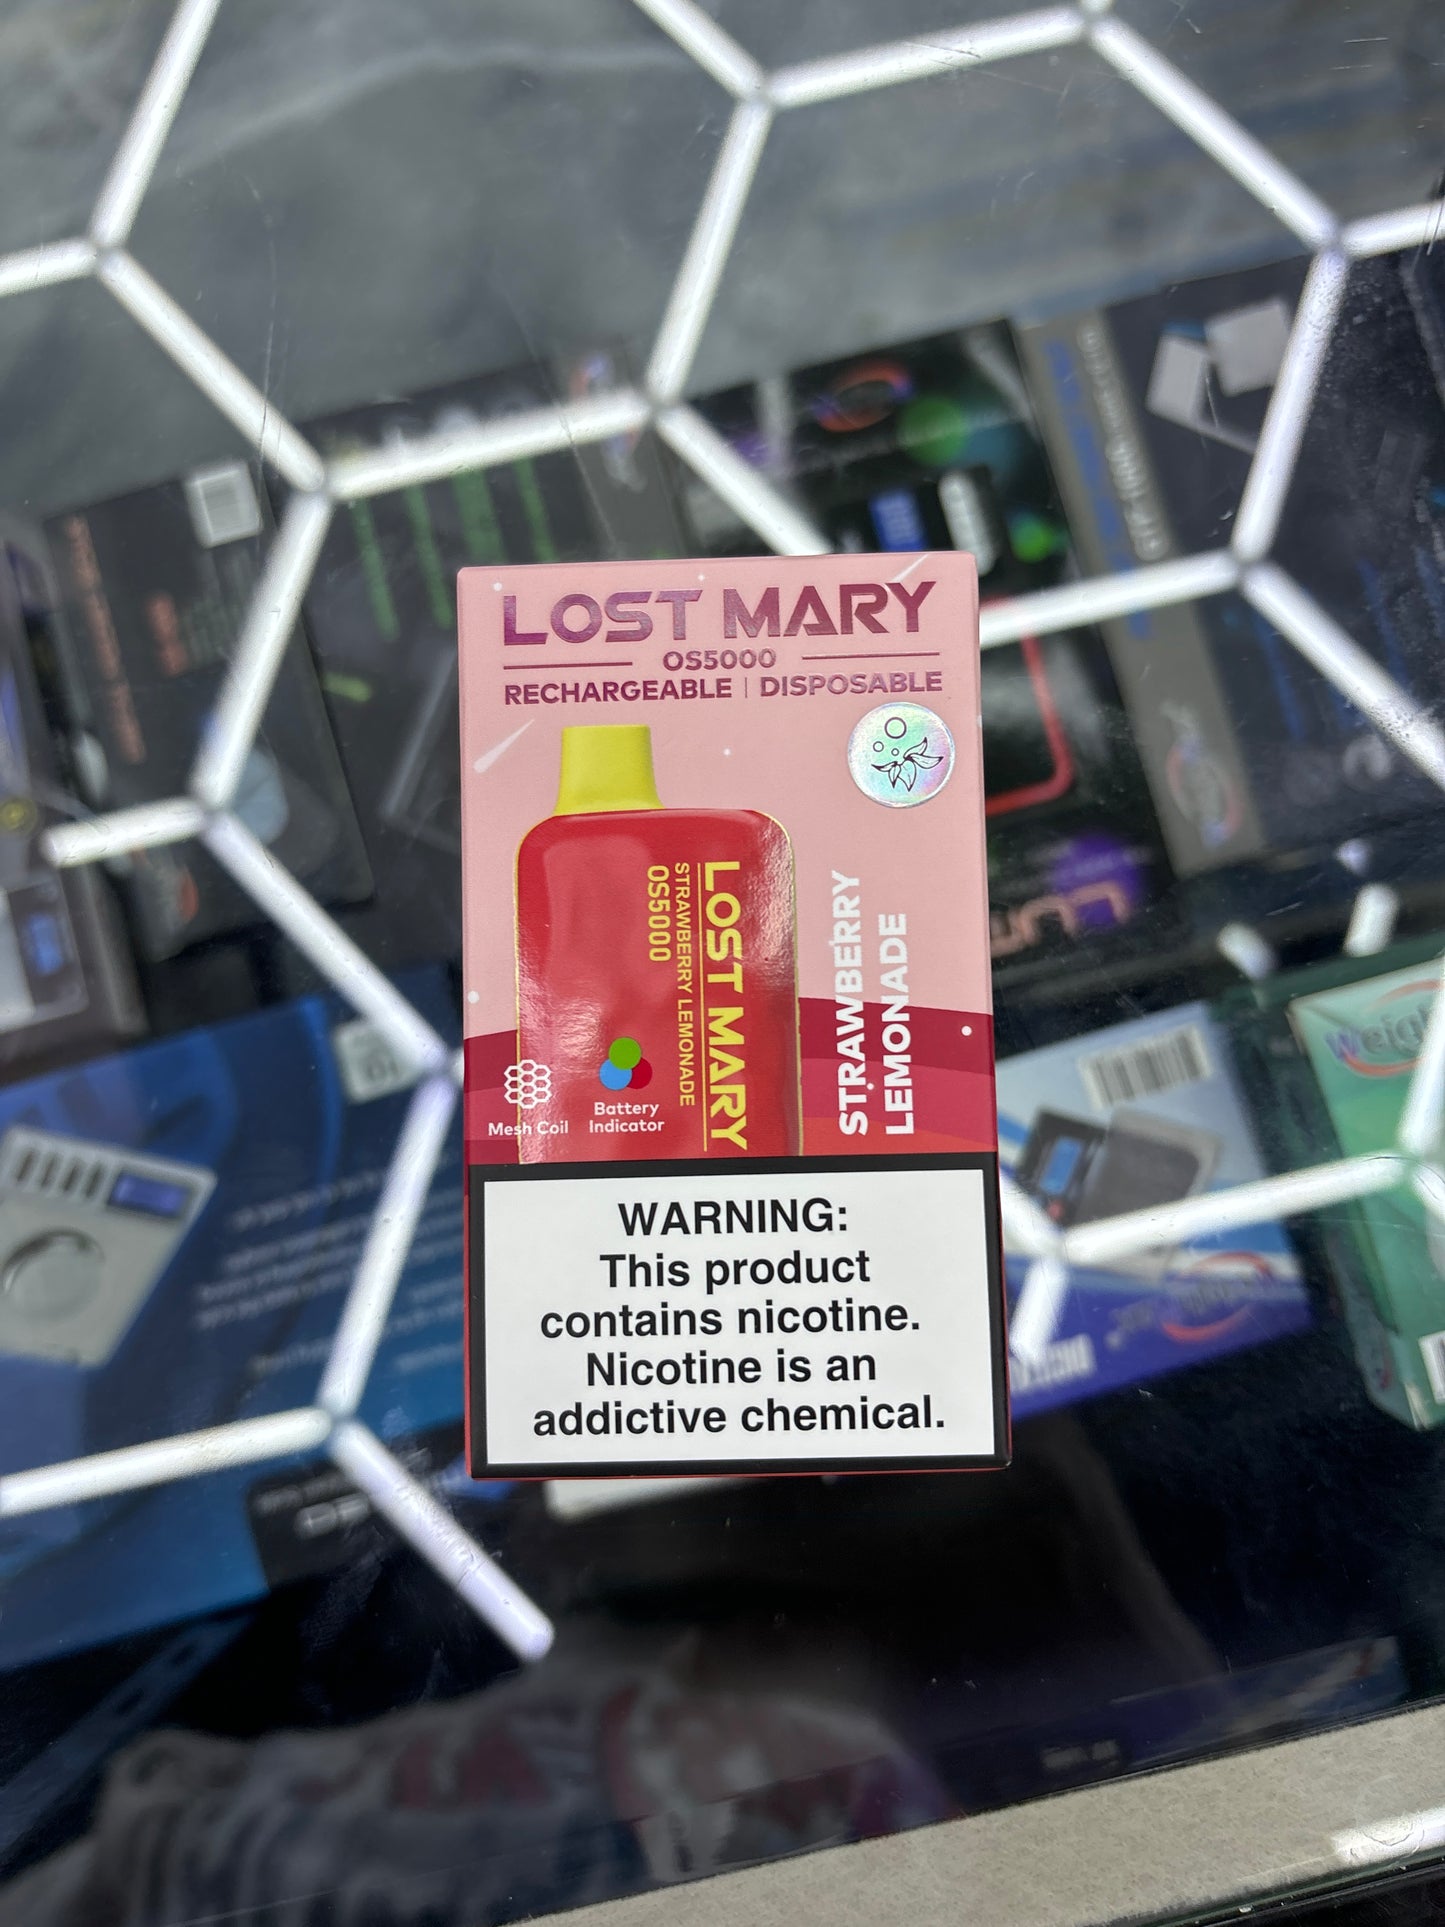 LOST MARY
OS5000
RECHARGEABLE | DISPOSABLE
LOST MARY
STRAWBERRY LEMONADE
OS5000
STRAWBERRY
LEMONADE
Mesh Coil
Battery
Indicator
WARNING:
This product
contains nicotine.
Nicotine is an
addictive chemical.